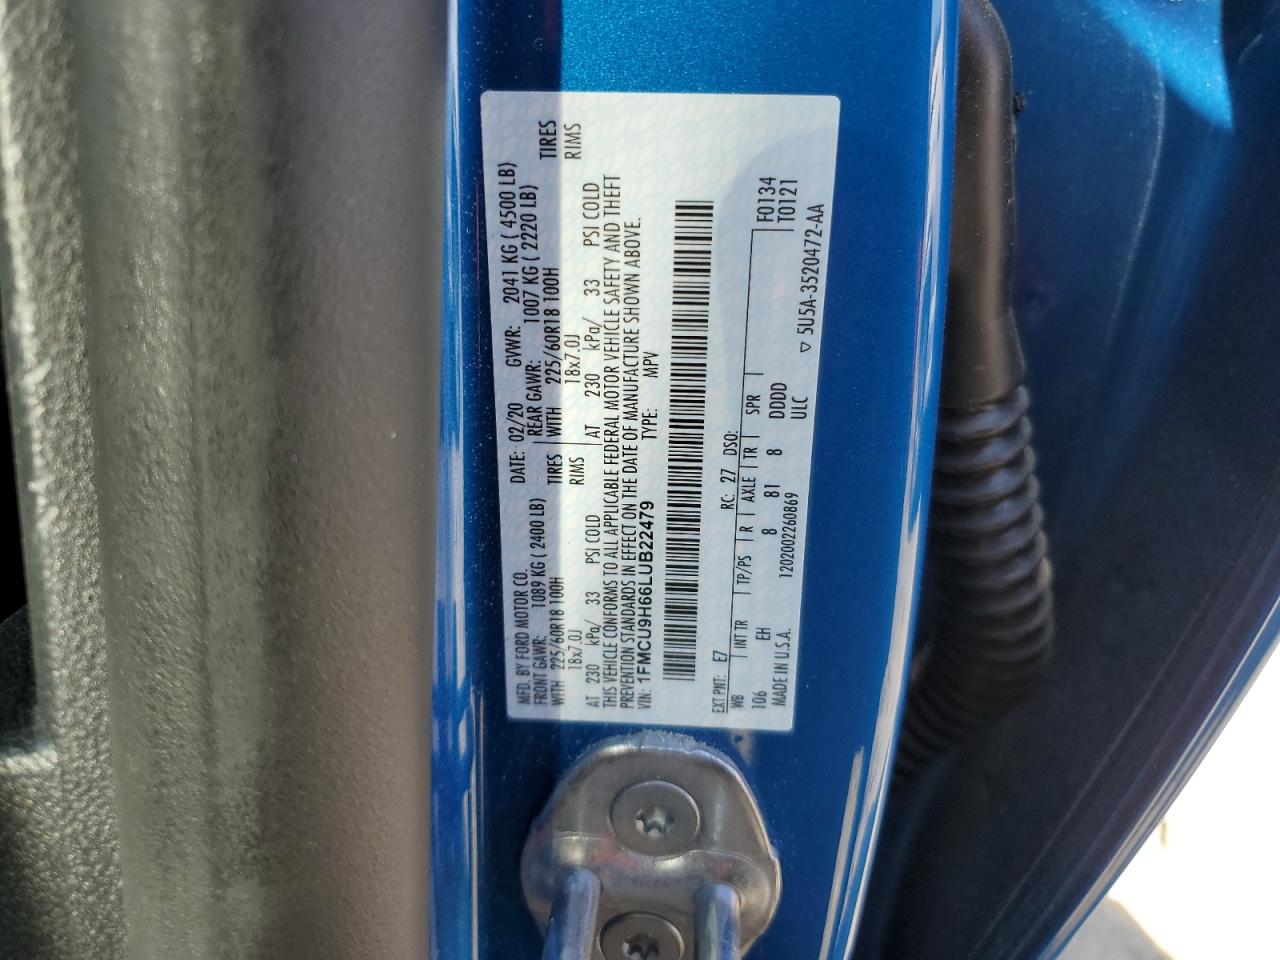 MFD. BY FORD MOTOR CO. DATE: 02/20 GVWR: 2041 KG ( 4500 LB)
FRONT GAWR: 1089 KG ( 2400 LB) REAR GAWR: 1007 KG ( 2220 LB)
WITH 225/60R18 100H TIRES WITH 225/60R18 100H TIRES
18x7.0J RIMS 18x7.0J RIMS
AT 230 kPa/ 33 PSI COLD AT 230 kPa/ 33 PSI COLD
THIS VEHICLE CONFORMS TO ALL APPLICABLE FEDERAL MOTOR VEHICLE SAFETY AND THEFT
PREVENTION STANDARDS IN EFFECT ON THE DATE OF MANUFACTURE SHOWN ABOVE.
VIN: 1FMCU9H66LUB22479 TYPE: MPV
EXT PNT: E7 RC: 27 DSO:
WB INT TR TP/PS R AXLE TR SPR F0134
106 EH 8 81 8 DDDD T0121
MADE IN U.S.A. 1202002260869 ULC ▽ 5U5A-3520472-AA